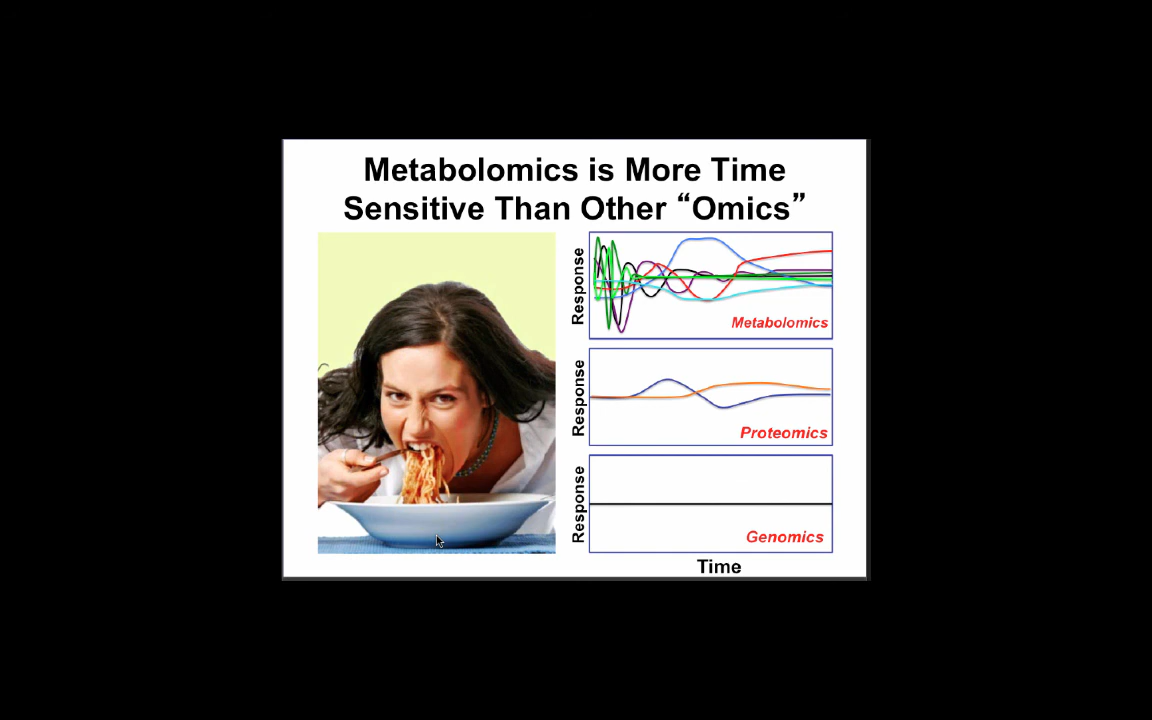 Metabolomics is More Time
Sensitive Than Other “Omics”
Response
Metabolomics
Response
Proteomics
Response
Genomics
Time